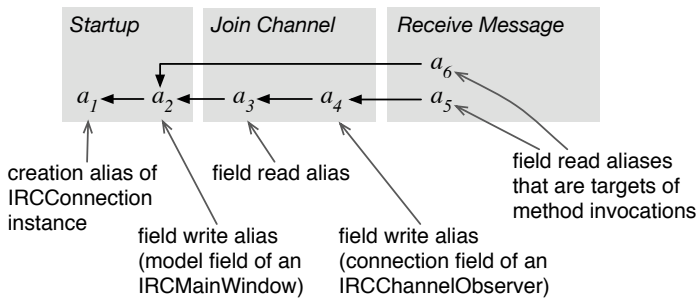 Startup
Join Channel
Receive Message
a6
a1
a2
a3
a4
a5
creation alias of
IRCConnection
instance
field read alias
field read aliases
that are targets of
method invocations
field write alias
(model field of an
IRCMainWindow)
field write alias
(connection field of an
IRCChannelObserver)